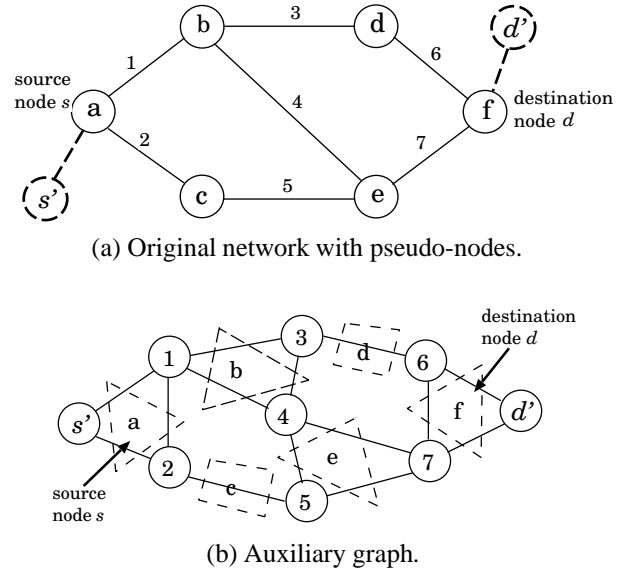 b
3
d
d'
1
6
source
node s
a
4
f
destination
node d
2
7
s'
c
5
e
(a) Original network with pseudo-nodes.
destination
node d
1
3
d
6
b
s'
a
4
f
d'
2
e
7
c
5
source
node s
(b) Auxiliary graph.